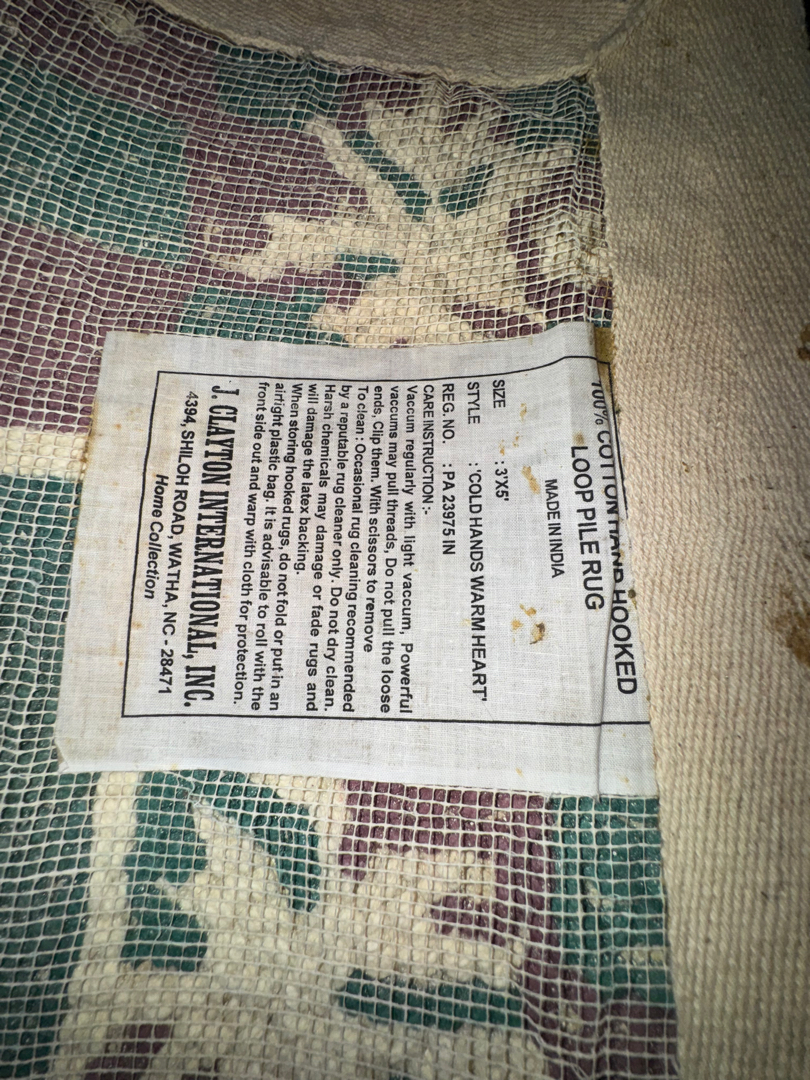 100% COTTON HAND HOOKED
LOOP PILE RUG
MADE IN INDIA
SIZE : 3'X5'
STYLE : 'COLD HANDS WARM HEART'
REG. NO. : PA 23975 IN
CARE INSTRUCTION :-
Vaccum regularly with light vaccum, Powerful
vaccums may pull threads, Do not pull the loose
ends, Clip them. With scissors to remove
To clean : Occasional rug cleaning recommended
by a reputable rug cleaner only. Do not dry clean.
Harsh chemicals may damage or fade rugs and
will damage the latex backing.
When storing hooked rugs, do not fold or put in an
airtight plastic bag. It is advisable to roll with the
front side out and warp with cloth for protection.
J. CLAYTON INTERNATIONAL, INC.
4394, SHILOH ROAD, WATHA, NC - 28471
Home Collection